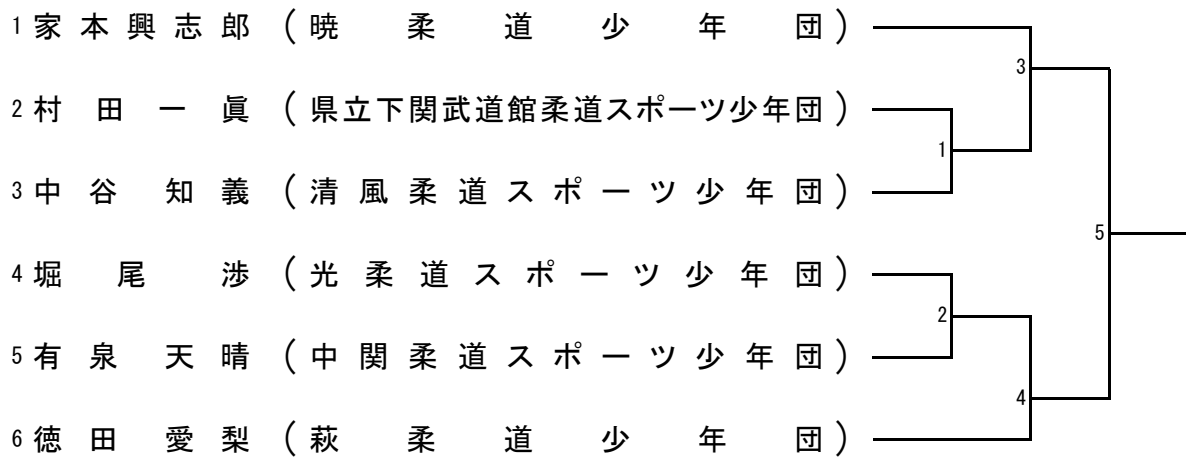 1 家本興志郎 (暁柔道少年団)
3
2 村田一眞 (県立下関武道館柔道スポーツ少年団)
1
3 中谷知義 (清風柔道スポーツ少年団)
5
4 堀尾渉 (光柔道スポーツ少年団)
2
5 有泉天晴 (中関柔道スポーツ少年団)
4
6 徳田愛梨 (萩柔道少年団)